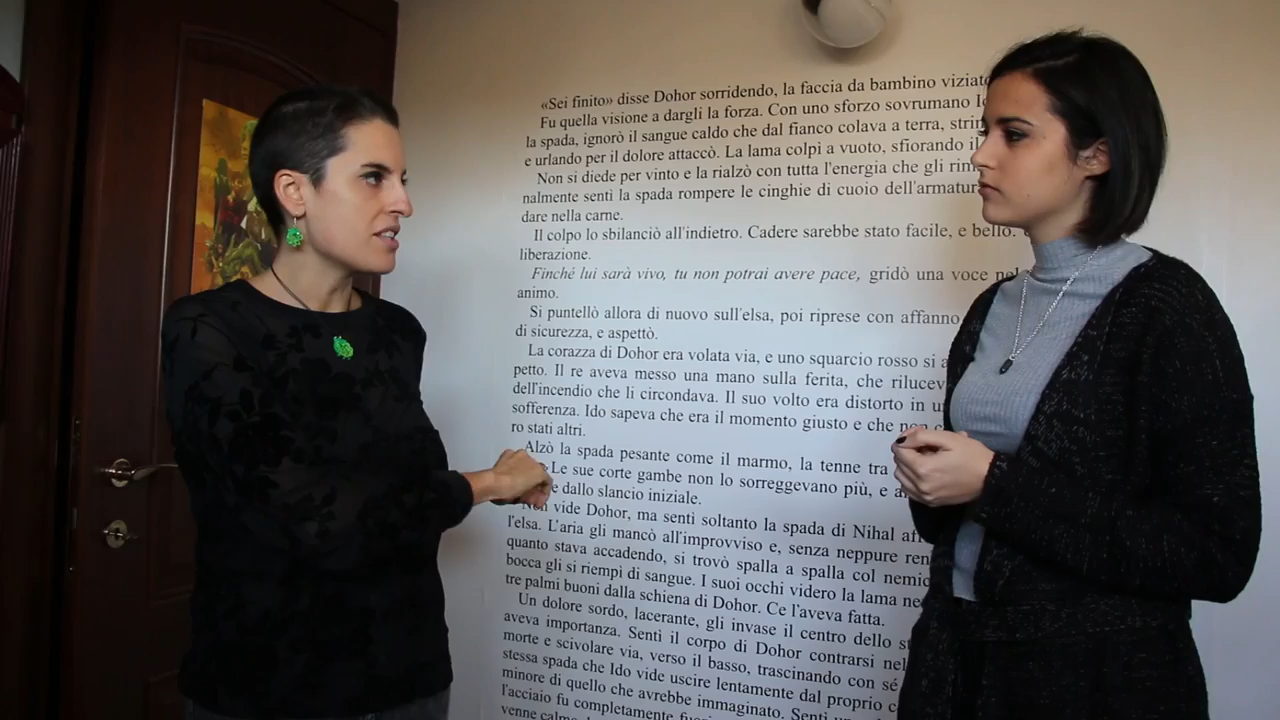 «Sei finito» disse Dohor sorridendo, la faccia da bambino viziato
Fu quella visione a dargli la forza. Con uno sforzo sovrumano
la spada, ignorò il sangue caldo che dal fianco colava a terra,
e urlando per il dolore attaccò. La lama colpì a vuoto, sfiorando
Non si diede per vinto e la rialzò con tutta l'energia che gli
nalmente sentì la spada rompere le cinghie di cuoio
dare nella carne.
Il colpo lo sbilanciò all'indietro. Cadere sarebbe stato facile, e bello.
liberazione.
Finché lui sarà vivo, tu non potrai avere pace, gridò una voce
animo.
Si puntellò allora di nuovo sull'elsa, poi riprese con affanno
di sicurezza, e aspettò.
La corazza di Dohor era volata via, e uno squarcio rosso si
petto. Il re aveva messo una mano sulla ferita, che
dell'incendio che li circondava. Il suo volto era distorto in
sofferenza. Ido sapeva che era il momento giusto e che non
ro stati altri.
Alzò la spada pesante come il marmo, la tenne tra
Le sue corte gambe non lo sorreggevano più, e
e dallo slancio iniziale.
Non vide Dohor, ma sentì soltanto la spada di Nihal
l'elsa. L'aria gli mancò all'improvviso e, senza neppure
quanto stava accadendo, si trovò spalla a spalla col
bocca gli si riempì di sangue. I suoi occhi videro la lama
tre palmi buoni dalla schiena di Dohor. Ce l'aveva fatta.
Un dolore sordo, lacerante, gli invase il centro dello
aveva importanza. Sentì il corpo di Dohor contrarsi
morte e scivolare via, verso il basso, trascinando con sé
stessa spada che Ido vide uscire lentamente dal proprio
minore di quello che avrebbe immaginato. Sentì
l'acciaio fu completamente
venne